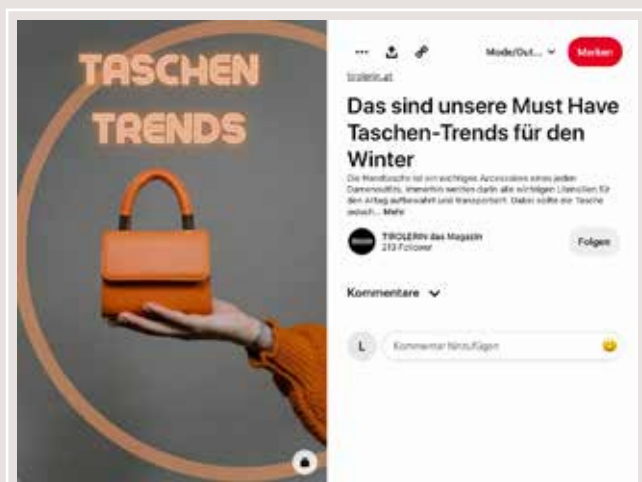 TASCHEN
TRENDS
Mode/Out...
Merken
tirolerin.at
Das sind unsere Must Have
Taschen-Trends für den
Winter
Die Handtasche ist ein wichtiges Accessoires eines jeden
Damenoutfits. Immerhin werden darin alle wichtigen Utensilien für
den Alltag aufbewahrt und transportiert. Dabei sollte die Tasche
jedoch... Mehr
TIROLERIN das Magazin
213 Follower
Folgen
Kommentare
L
Kommentar hinzufügen